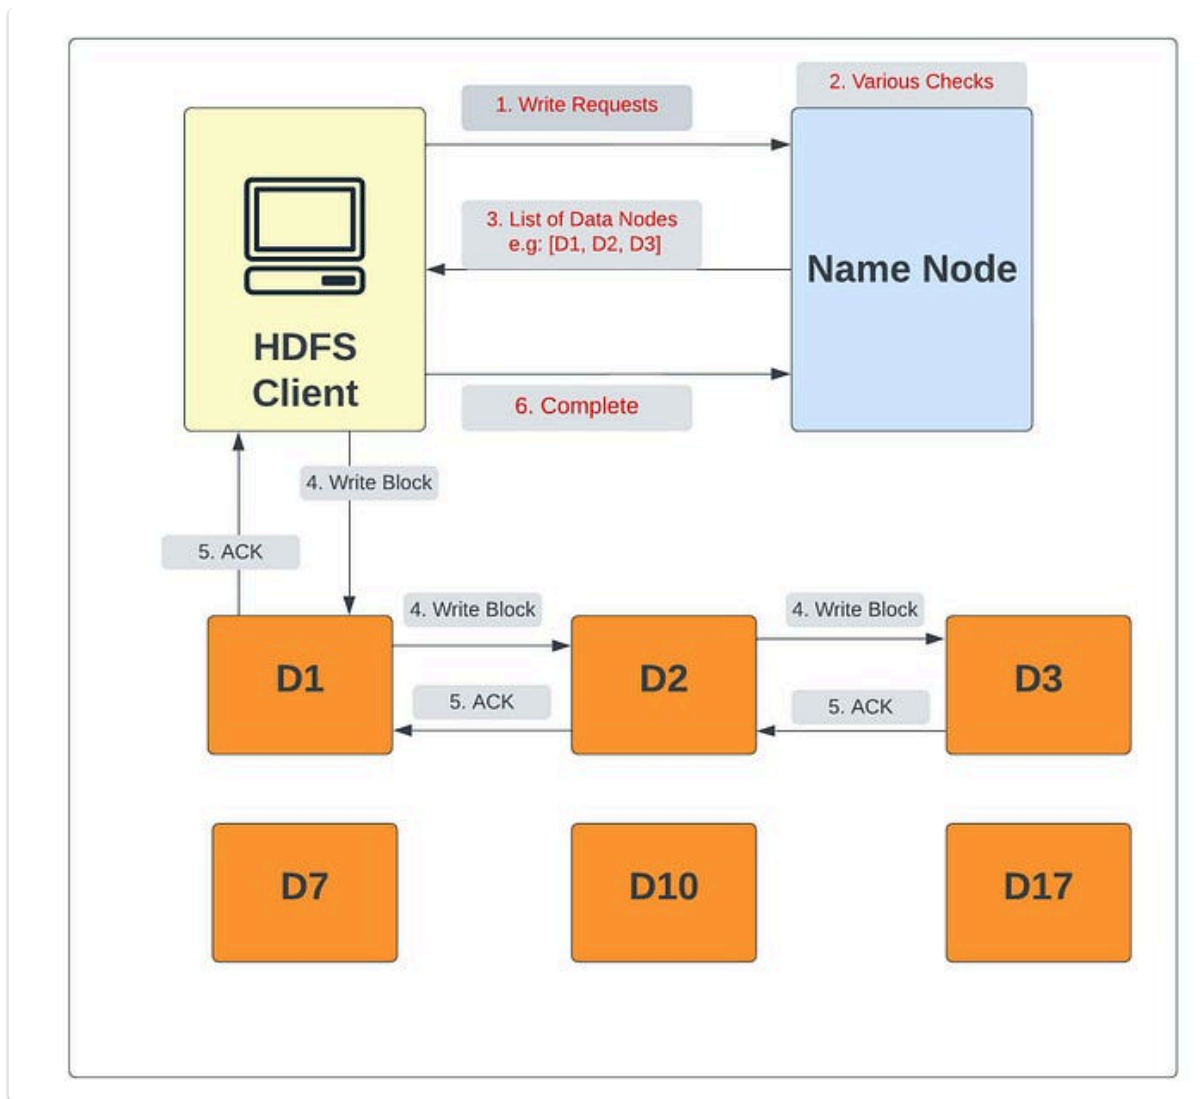 2. Various Checks
1. Write Requests
3. List of Data Nodes
e.g: [D1, D2, D3]
Name Node
HDFS
Client
6. Complete
4. Write Block
5. ACK
4. Write Block
4. Write Block
D1
D2
D3
5. ACK
5. ACK
D7
D10
D17